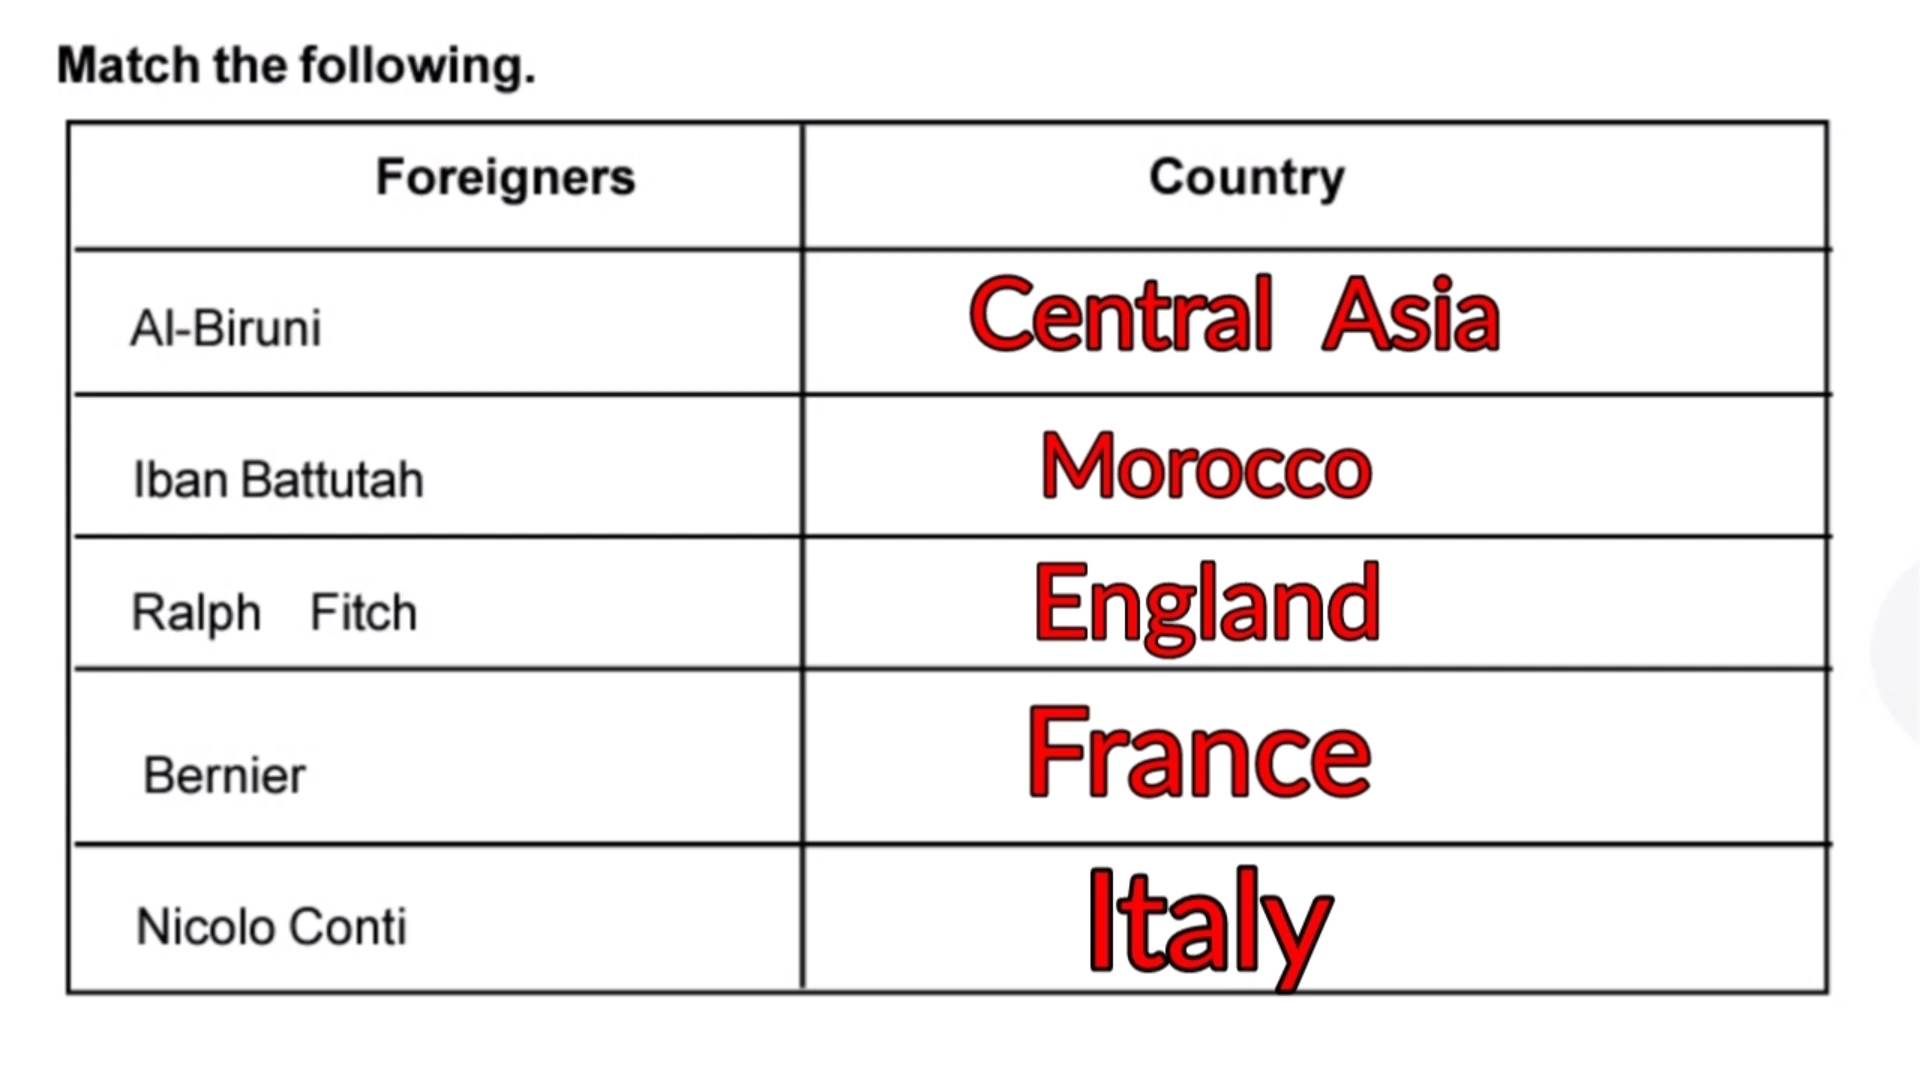 Match the following.
Foreigners Country
Al-Biruni Central Asia
Iban Battutah Morocco
Ralph Fitch England
Bernier France
Nicolo Conti Italy